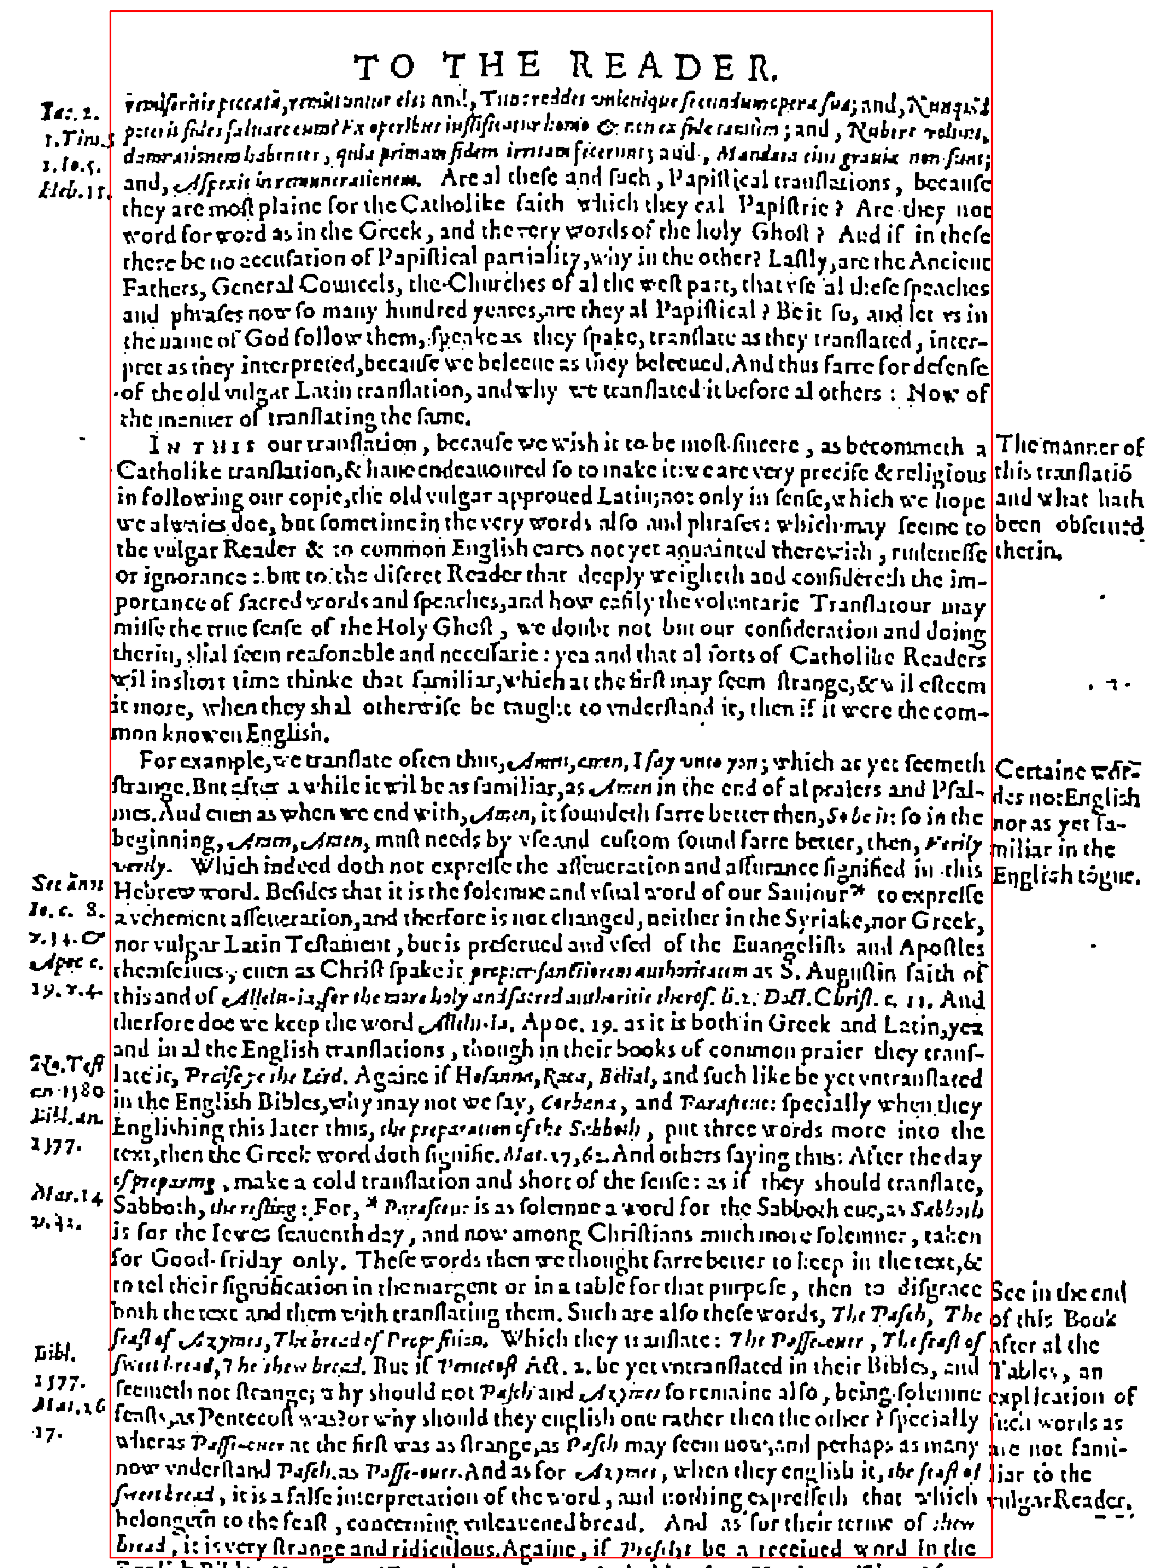 TO THE READER.
Iac. 2.
1. Tim. 5
1. Io. 5.
Heb. 11.
remiseritis peccata, remittuntur eis; and, Tu reddes vnicuique secundum opera sua; and, Nunquid
poterit fides saluare eum? Ex operibus iustificatur homo & non ex fide tantùm; and, Nubere volunt,
damnationem habentes, quia primam fidem irritam fecerunt; and, Mandata eius grauia non sunt;
and, Aspexit in remunerationem. Are al these and such, Papistical translations, because
they are most plaine for the Catholike faith which they cal Papistrie? Are they not
word for word as in the Greek, and the very words of the holy Ghost? And if in these
there be no accusation of Papistical partiality, why in the other? Lastly, are the Ancient
Fathers, General Councels, the Churches of al the west part, that vse al these speaches
and phrases now so many hundred yeares, are they al Papistical? Be it so, and let vs in
the name of God follow them, speake as they spake, translate as they translated, inter-
pret as they interpreted, because we beleeue as they beleeued. And thus farre for defense
of the old vulgar Latin translation, and why we translated it before al others: Now of
the manner of translating the same.
IN THIS our translation, because we wish it to be most sincere, as becommeth a
Catholike translation, & haue endeauoured so to make it: we are very precise & religious
in following our copie, the old vulgar approued Latin; not only in sense, which we hope
we alwaies doe, but sometime in the very words also and phrases: which may seeme to
the vulgar Reader & to common English eares not yet aquainted therewith, rudenesse
or ignorance: but to the discret Reader that deeply weigheth and considereth the im-
portance of sacred words and speaches, and how easily the voluntarie Translatour may
misse the true sense of the Holy Ghost, we doubt not but our consideration and doing
therin, shal seem reasonable and necessarie: yea and that al sorts of Catholike Readers
wil in short time thinke that familiar, which at the first may seem strange, & wil esteem
it more, when they shal otherwise be taught to vnderstand it, then if it were the com-
mon knowen English.
The manner of
this translatiō
and what hath
been obserued
therin.
For example, we translate often thus, Amen, amen, I say vnto you; which as yet seemeth
strange. But after a while it wil be as familiar, as Amen in the end of al praiers and Psal-
mes. And euen as when we end with, Amen, it soundeth farre better then, So be it: so in the
beginning, Amen, Amen, must needs by vse and custom sound farre better, then, Verily
verily. Which indeed doth not expresse the asseueration and assurance signified in this
Hebrew word. Besides that it is the solemne and vsual word of our Sauiour* to expresse
a vehement asseueration, and therfore is not changed, neither in the Syriake, nor Greek,
nor vulgar Latin Testament, but is preserued and vsed of the Euangelists and Apostles
themselues, euen as Christ spake it propter sanctiorem authoritatem as S. Augustin saith of
this and of Allelu-ia, for the more holy and sacred authoritie therof. li. 2. Doct. Christ. c. 11. And
therfore doe we keep the word Allelu-Ia. Apoc. 19. as it is both in Greek and Latin, yea
and in al the English translations, though in their books of common praier they trans-
late it, Praise ye the Lord. Againe if Hosanna, Raca, Belial, and such like be yet vntranslated
in the English Bibles, why may not we say, Corbana, and Parasceue: specially when they
Englishing this later thus, the preparation of the Sabboth, put three words more into the
text, then the Greek word doth signifie. Mat. 27, 62. And others saying thus: After the day
of preparing, make a cold translation and short of the sense: as if they should translate,
Sabboth, the resting: For, * Parasceue is as solemne a word for the Sabboth eue, as Sabboth
is for the Iewes seauenth day, and now among Christians much more solemner, taken
for Good-friday only. These words then we thought farre better to keep in the text, &
to tel their signification in the margent or in a table for that purpose, then to disgrace
both the text and them with translating them. Such are also these words, The Pasch, The
feast of Azymes, The bread of Proposition. Which they translate: The Passe-ouer, The feast of
sweet bread, The shew bread. But if Pentecost Act. 2. be yet vntranslated in their Bibles, and
seemeth not strange; why should not Pasch and Azymes so remaine also, being solemne
feasts, as Pentecost was? or why should they english one rather then the other? specially
wheras Passe-ouer at the first was as strange, as Pasch may seem now, and perhaps as many
now vnderstand Pasch, as Passe-ouer. And as for Azymes, when they english it, the feast of
sweet bread, it is a false interpretation of the word, and nothing expresseth that which
belongeth to the feast, concerning vnleauened bread. And as for their terme of shew
bread, it is very strange and ridiculous. Againe, if Proselyte be a receiued word in the
Certaine wor-
des not English
nor as yet fa-
miliar in the
English tōgue.
See Ann
Io. c. 8.
v. 34. &
Apoc c.
19. v. 4.
No. Test
en 1580
Bibl. an.
1577.
Mar. 14
v. 42.
Bibl.
1577.
Mat. 26
17.
See in the end
of this Book
after al the
Tables, an
explication of
such words as
are not fami-
liar to the
vulgar Reader.